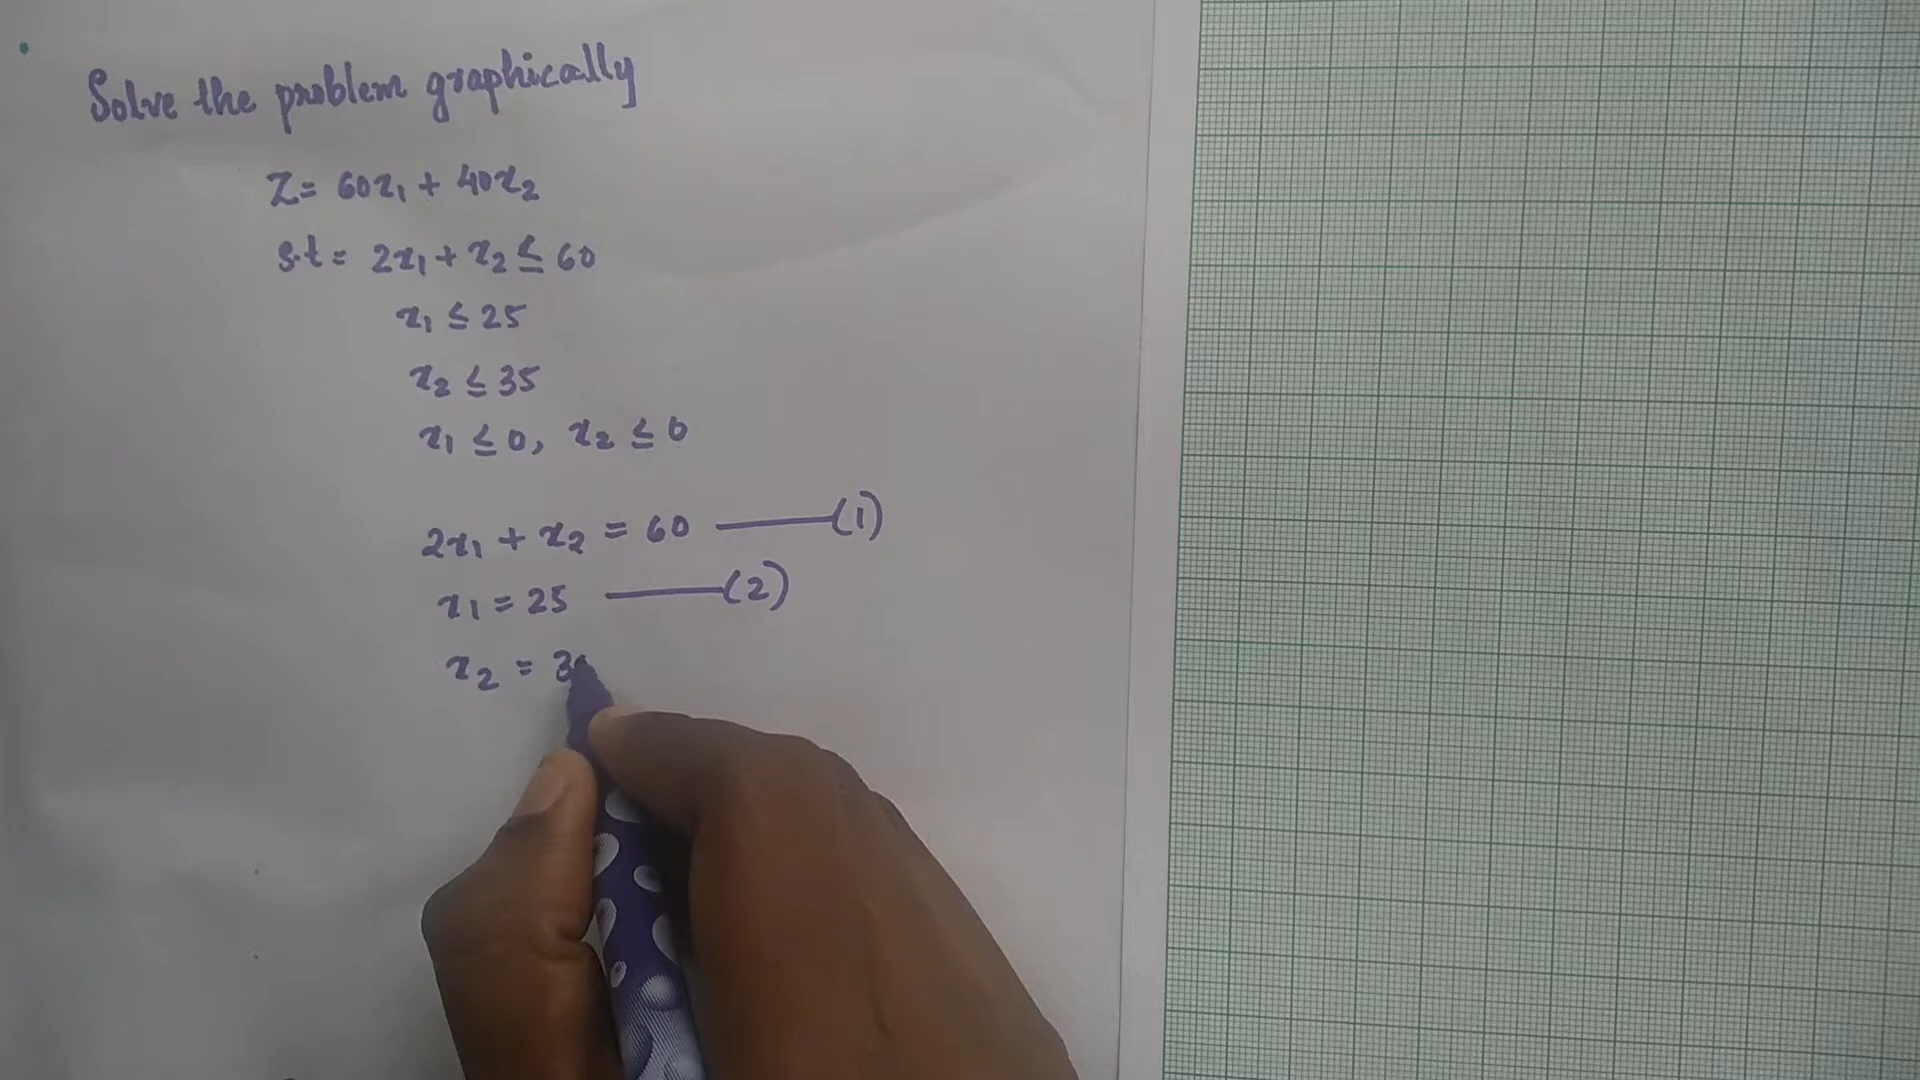 Solve the problem graphically
Z = 60x₁ + 40x₂
s.t = 2x₁ + x₂ ≤ 60
x₁ ≤ 25
x₂ ≤ 35
x₁ ≤ 0, x₂ ≤ 0
2x₁ + x₂ = 60 ——— (1)
x₁ = 25 ——— (2)
x₂ = 3